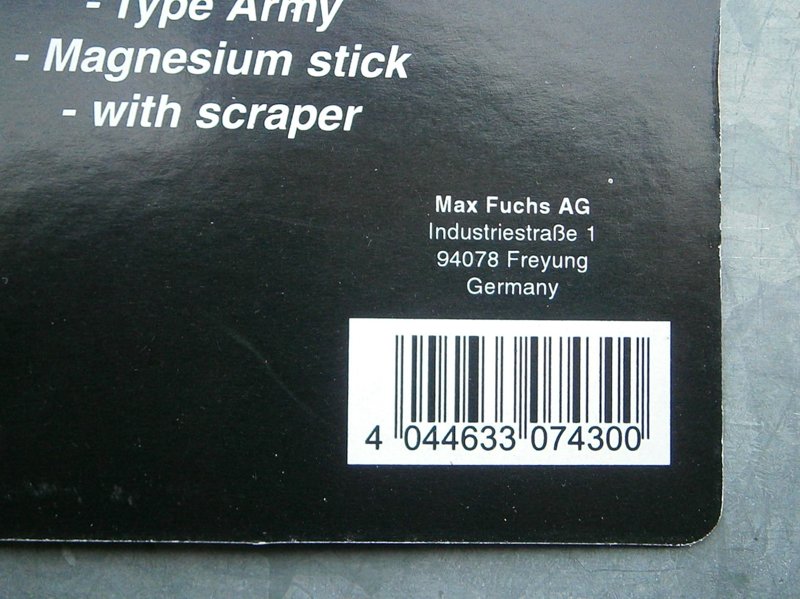 - Type Army
- Magnesium stick
- with scraper
Max Fuchs AG
Industriestraße 1
94078 Freyung
Germany
4 044633 074300